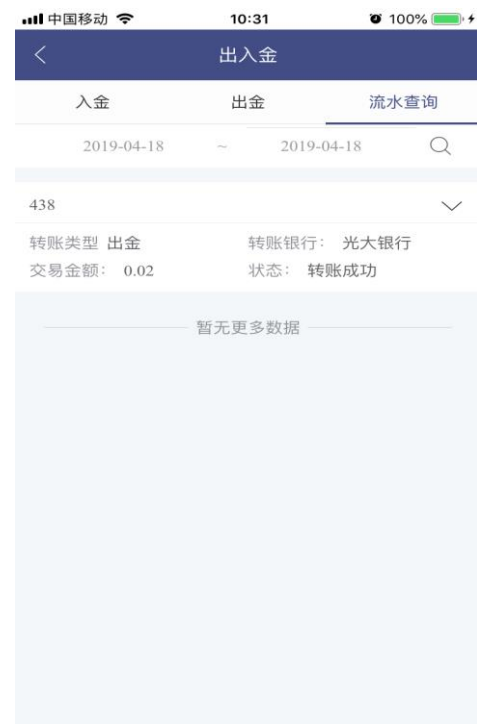 中国移动 10:31 100%
出入金
入金 出金 流水查询
2019-04-18 ~ 2019-04-18
438
转账类型 出金 转账银行： 光大银行
交易金额： 0.02 状态： 转账成功
暂无更多数据